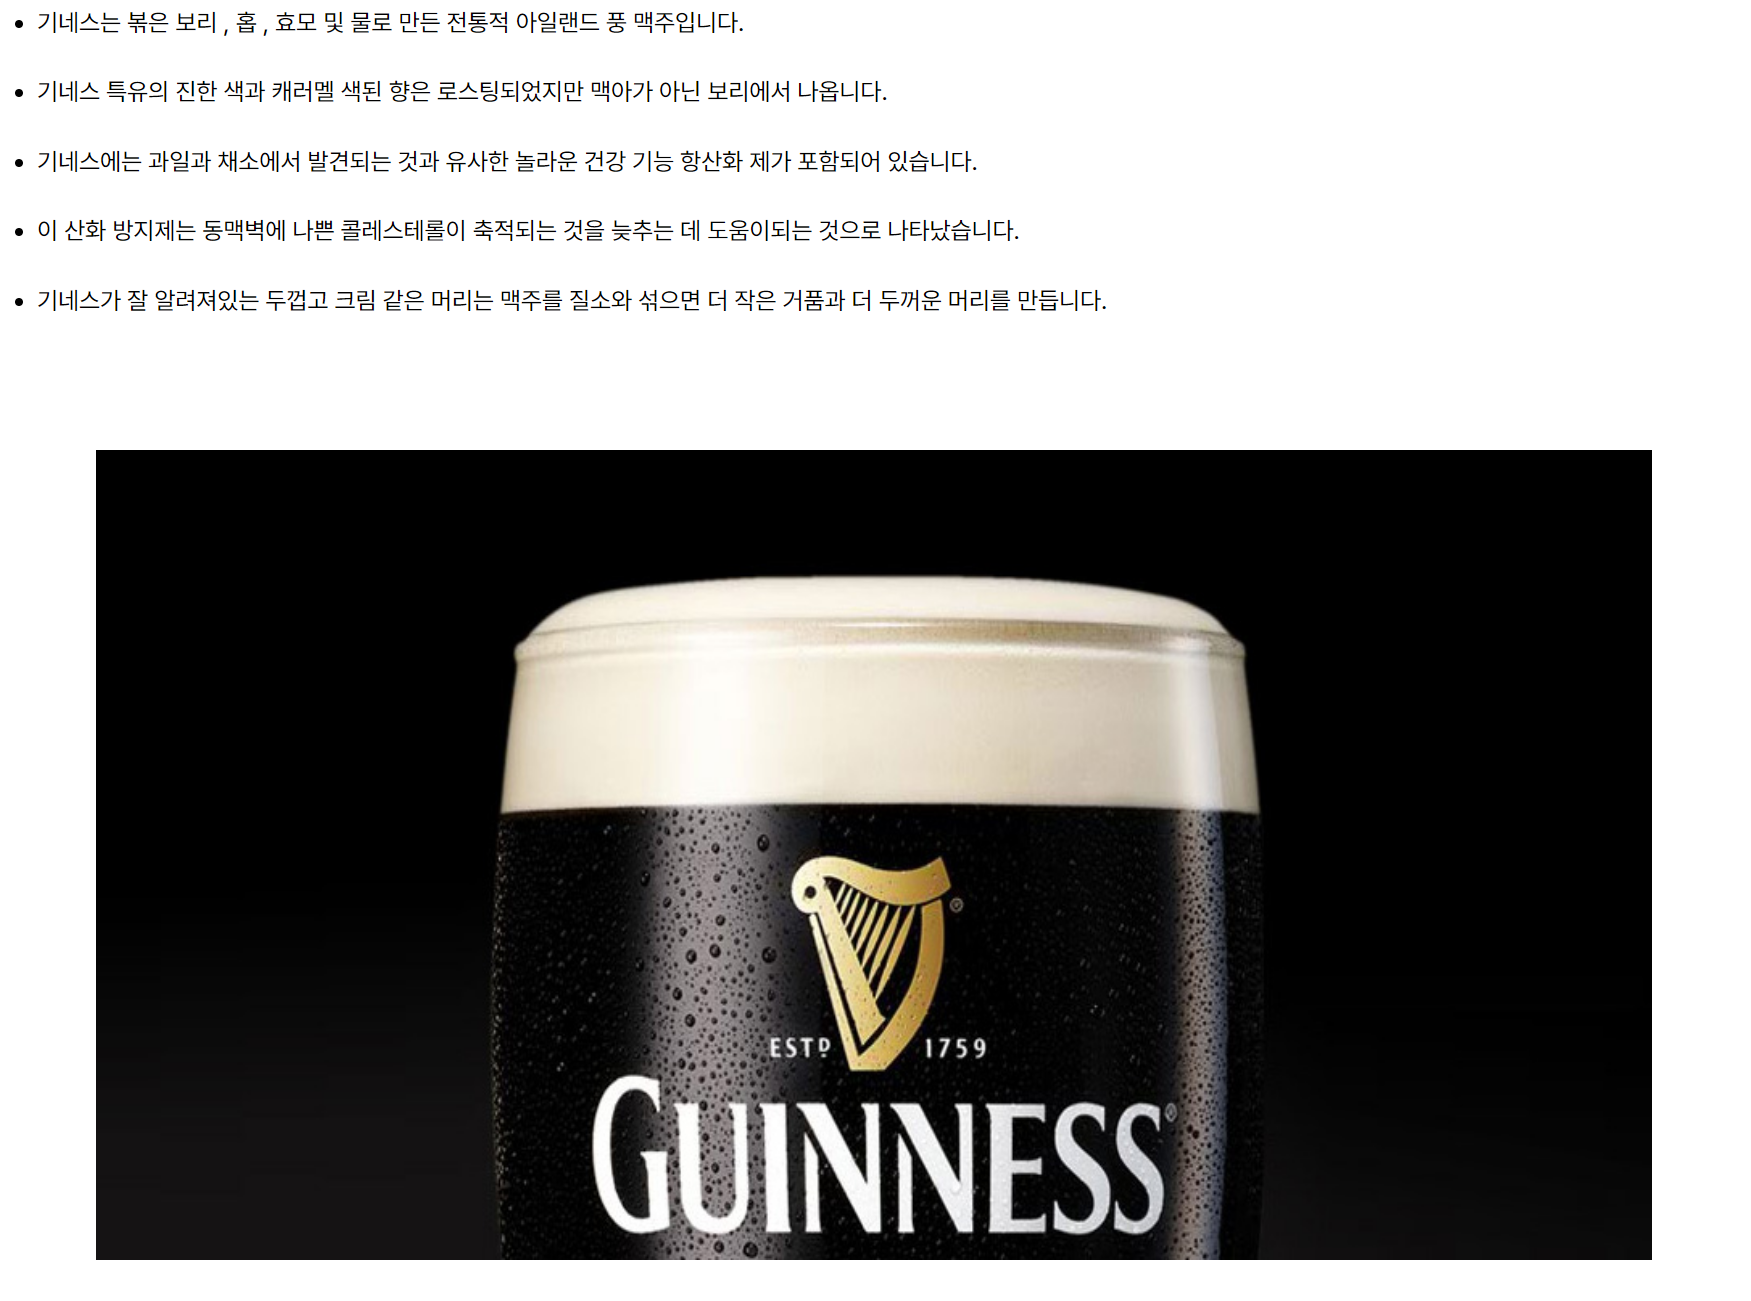 기네스는 볶은 보리 , 홉 , 효모 및 물로 만든 전통적 아일랜드 풍 맥주입니다.
기네스 특유의 진한 색과 캐러멜 색된 향은 로스팅되었지만 맥아가 아닌 보리에서 나옵니다.
기네스에는 과일과 채소에서 발견되는 것과 유사한 놀라운 건강 기능 항산화 제가 포함되어 있습니다.
이 산화 방지제는 동맥벽에 나쁜 콜레스테롤이 축적되는 것을 늦추는 데 도움이되는 것으로 나타났습니다.
기네스가 잘 알려져있는 두껍고 크림 같은 머리는 맥주를 질소와 섞으면 더 작은 거품과 더 두꺼운 머리를 만듭니다.
ESTD 1759
GUINNESS